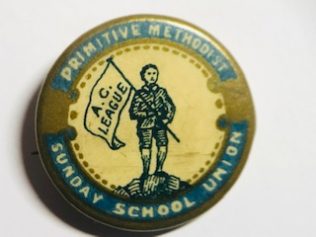 PRIMITIVE METHODIST
A.C.
LEAGUE
SUNDAY SCHOOL UNION